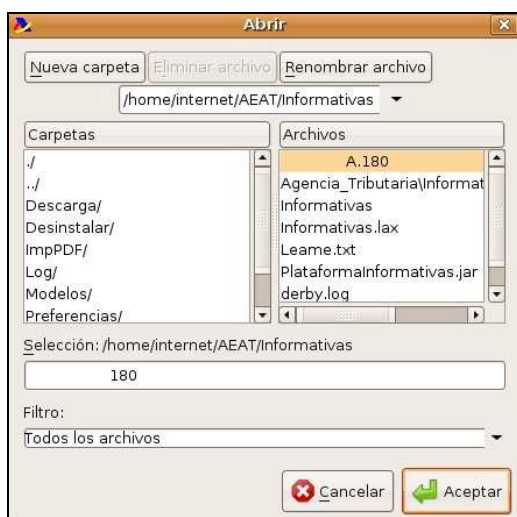 Abrir
Nueva carpeta Eliminar archivo Renombrar archivo
/home/internet/AEAT/Informativas
Carpetas Archivos
./ A.180
../ Agencia_Tributaria\Informat
Descarga/ Informativas
Desinstalar/ Informativas.lax
ImpPDF/ Leame.txt
Log/ PlataformaInformativas.jar
Modelos/ derby.log
Preferencias/
Selección: /home/internet/AEAT/Informativas
180
Filtro:
Todos los archivos
Cancelar Aceptar